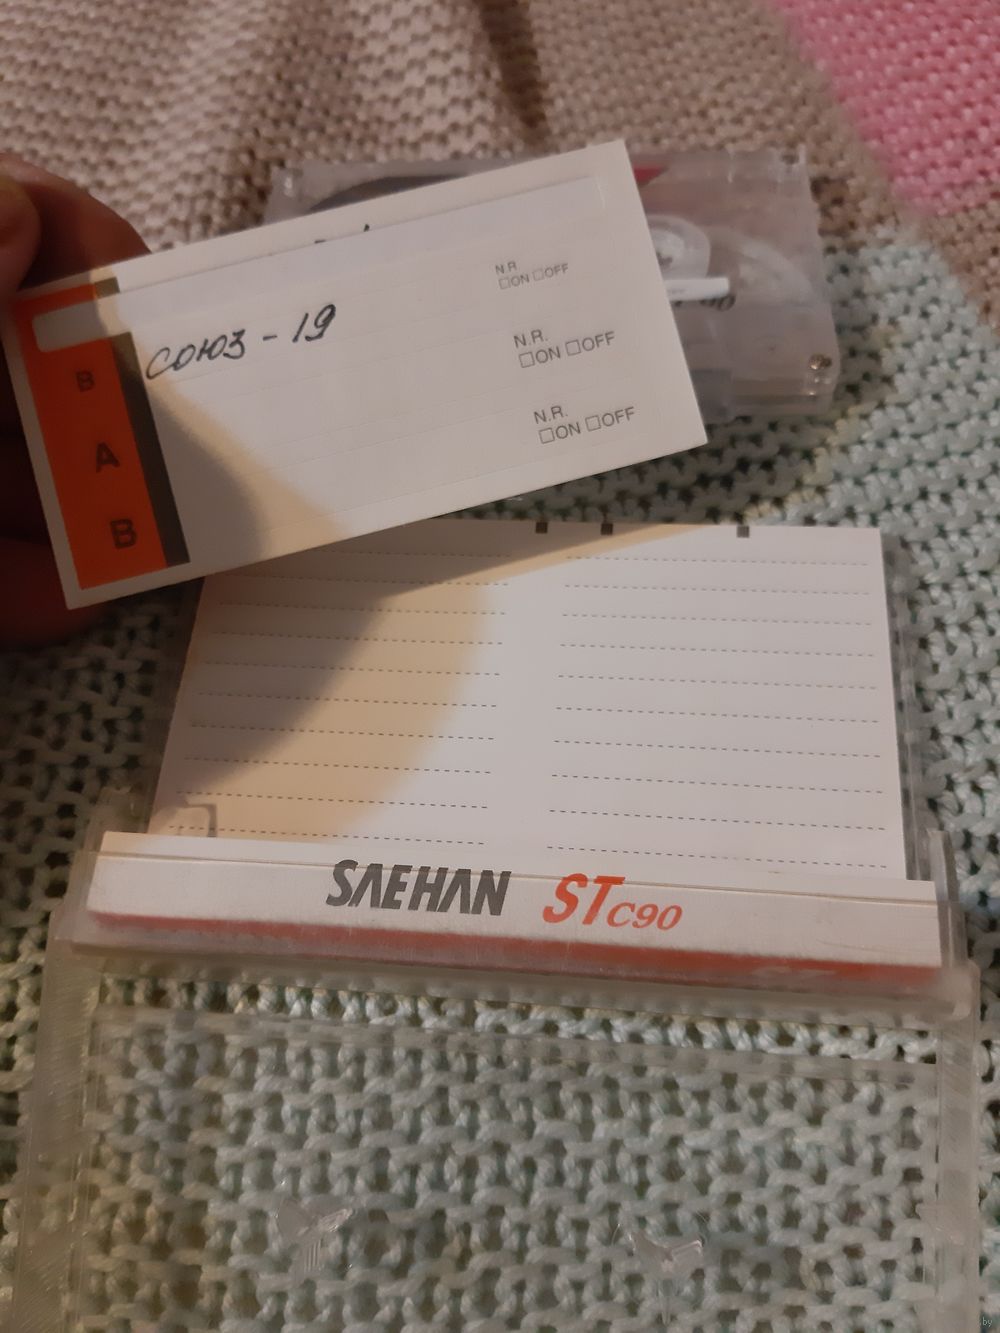 N.R.
□ON □OFF
СОЮЗ - 19
B
N.R.
□ON □OFF
A
N.R.
□ON □OFF
B
SAEHAN STC90